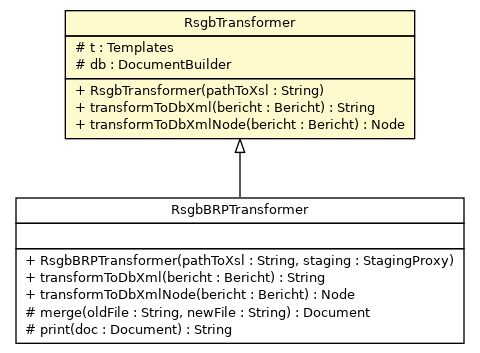 RsgbTransformer
# t : Templates
# db : DocumentBuilder
+ RsgbTransformer(pathToXsl : String)
+ transformToDbXml(bericht : Bericht) : String
+ transformToDbXmlNode(bericht : Bericht) : Node
RsgbBRPTransformer
+ RsgbBRPTransformer(pathToXsl : String, staging : StagingProxy)
+ transformToDbXml(bericht : Bericht) : String
+ transformToDbXmlNode(bericht : Bericht) : Node
# merge(oldFile : String, newFile : String) : Document
# print(doc : Document) : String